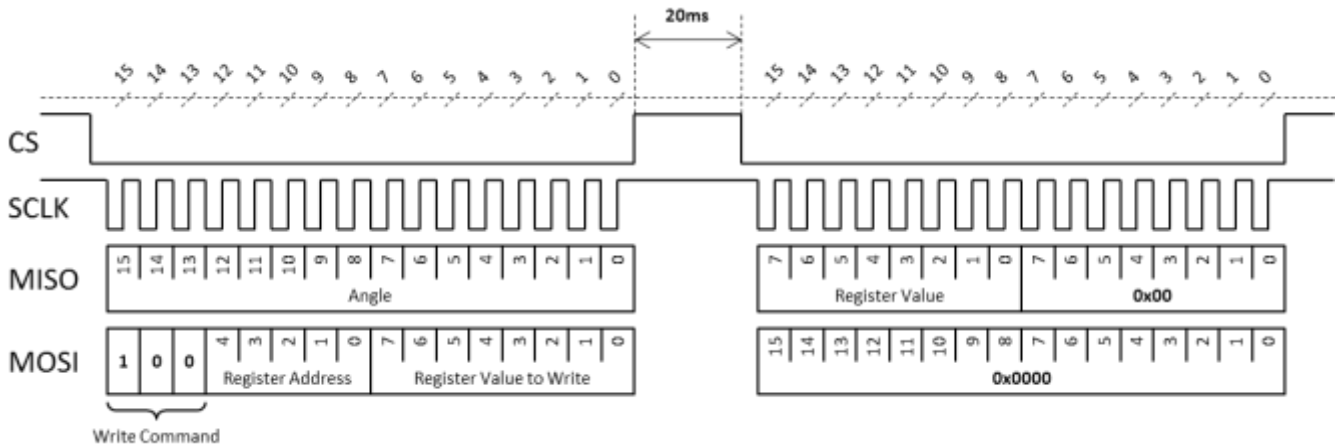 20ms
15 14 13 12 11 10 9 8 7 6 5 4 3 2 1 0 15 14 13 12 11 10 9 8 7 6 5 4 3 2 1 0
CS
SCLK
MISO 15 14 13 12 11 10 9 8 7 6 5 4 3 2 1 0 7 6 5 4 3 2 1 0 7 6 5 4 3 2 1 0
Angle Register Value 0x00
MOSI 1 0 0 4 3 2 1 0 7 6 5 4 3 2 1 0 15 14 13 12 11 10 9 8 7 6 5 4 3 2 1 0
Register Address Register Value to Write 0x0000
Write Command